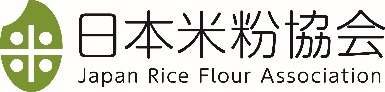 日本米粉協会
Japan Rice Flour Association